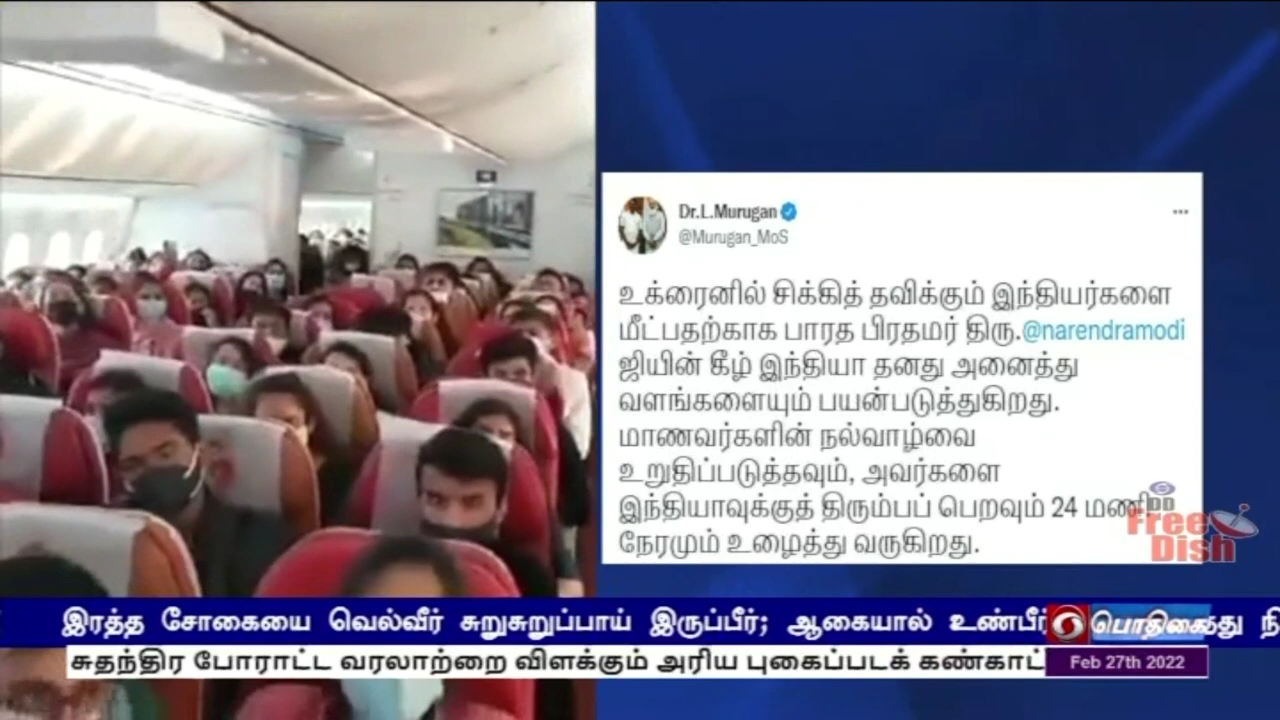 Dr.L.Murugan
@Murugan_MoS
உக்ரைனில் சிக்கித் தவிக்கும் இந்தியர்களை
மீட்பதற்காக பாரத பிரதமர் திரு.@narendramodi
ஜியின் கீழ் இந்தியா தனது அனைத்து
வளங்களையும் பயன்படுத்துகிறது.
மாணவர்களின் நல்வாழ்வை
உறுதிப்படுத்தவும், அவர்களை
இந்தியாவுக்குத் திரும்பப் பெறவும் 24 மணி
நேரமும் உழைத்து வருகிறது.
DD
Free
Dish
இரத்த சோகையை வெல்வீர் சுறுசுறுப்பாய் இருப்பீர்; ஆகையால் உண்பீர்
பொதிகை
சுதந்திர போராட்ட வரலாற்றை விளக்கும் அரிய புகைப்படக்
Feb 27th 2022